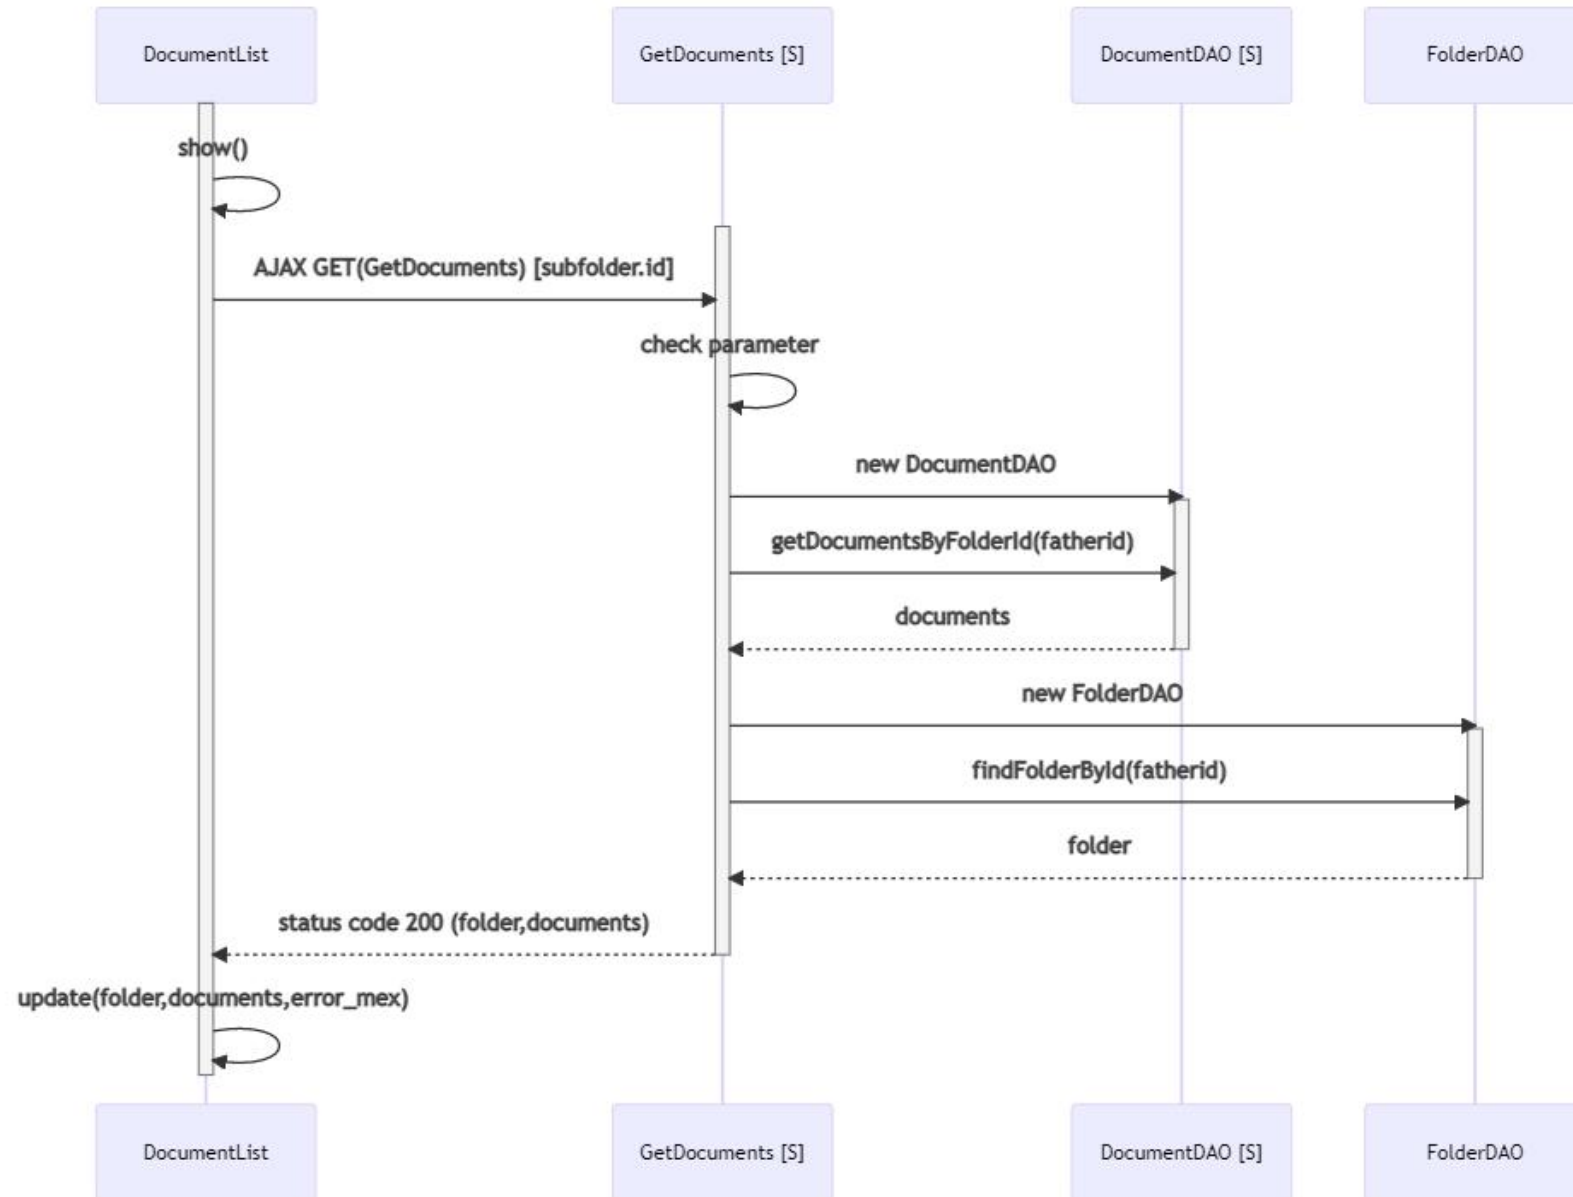 DocumentList
GetDocuments [S]
DocumentDAO [S]
FolderDAO
show()
AJAX GET(GetDocuments) [subfolder.id]
check parameter
new DocumentDAO
getDocumentsByFolderId(fatherid)
documents
new FolderDAO
findFolderById(fatherid)
folder
status code 200 (folder,documents)
update(folder,documents,error_mex)
DocumentList
GetDocuments [S]
DocumentDAO [S]
FolderDAO